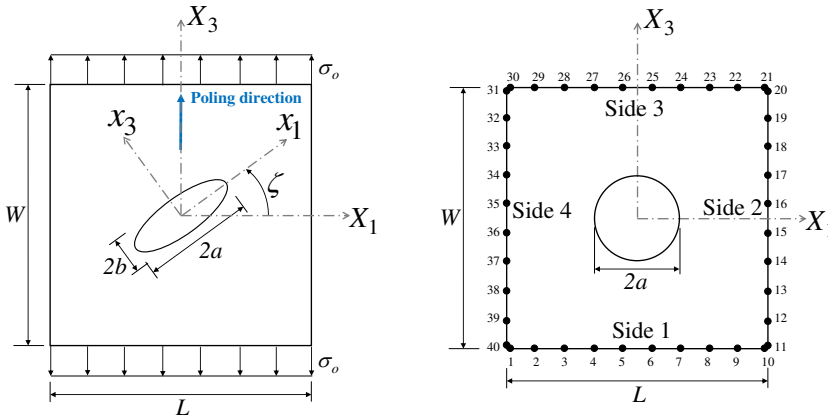 X3
σo
Poling direction
x3
x1
ζ
X1
W
2b
2a
σo
L
X3
30 29 28 27 26 25 24 23 22 21
31
20
Side 3
32
19
33
18
34
17
35
Side 4
Side 2
16
W
X1
36
15
37
14
2a
38
13
39
12
Side 1
40
11
1 2 3 4 5 6 7 8 9 10
L